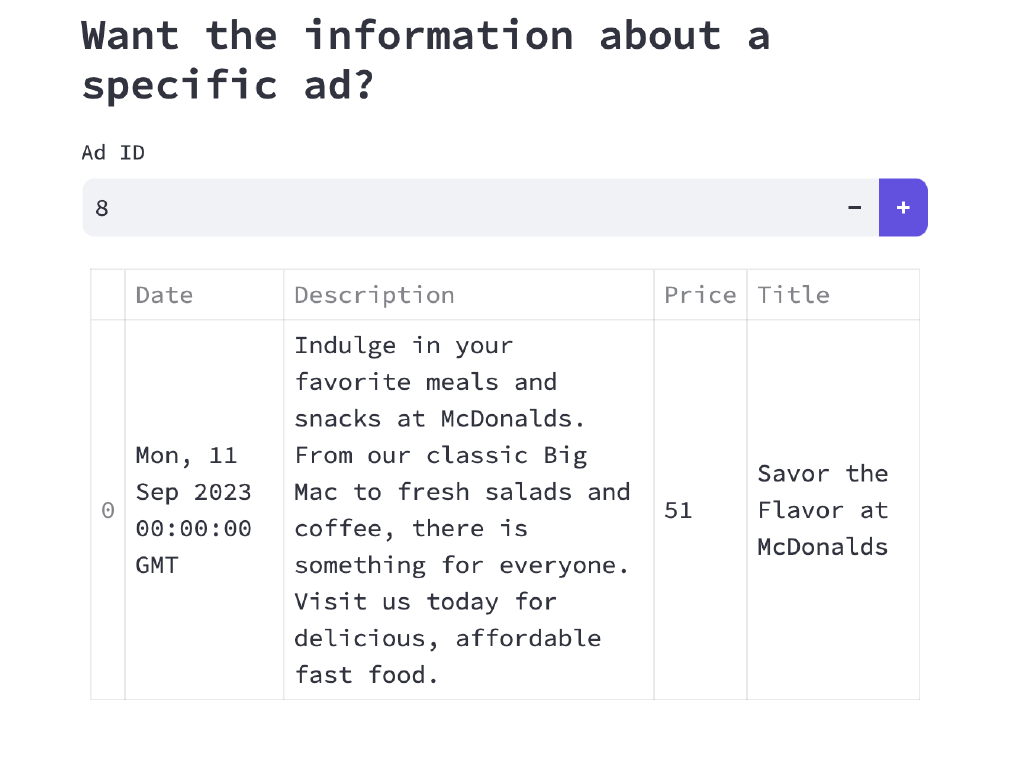 Want the information about a
specific ad?
Ad ID
8 − +
Date Description Price Title
0
Mon, 11
Sep 2023
00:00:00
GMT
Indulge in your
favorite meals and
snacks at McDonalds.
From our classic Big
Mac to fresh salads and
coffee, there is
something for everyone.
Visit us today for
delicious, affordable
fast food.
51
Savor the
Flavor at
McDonalds